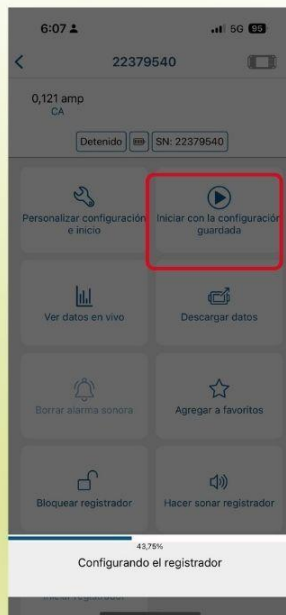 6:07
5G 95
22379540
0,121 amp
CA
Detenido
SN: 22379540
Personalizar configuración
e inicio
Iniciar con la configuración
guardada
Ver datos en vivo
Descargar datos
Borrar alarma sonora
Agregar a favoritos
Bloquear registrador
Hacer sonar registrador
43,75%
Configurando el registrador